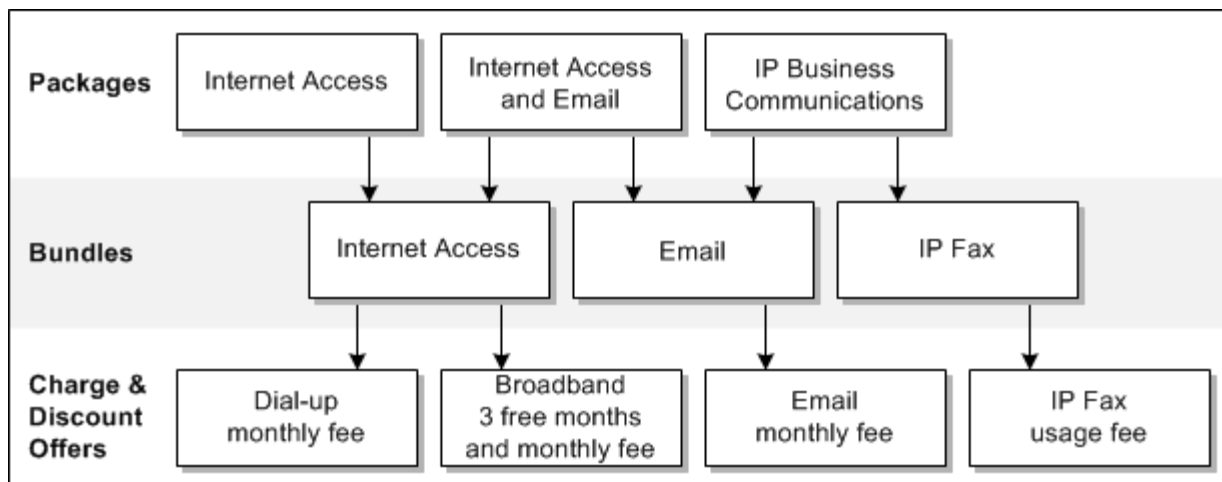 Packages
Internet Access
Internet Access
and Email
IP Business
Communications
Bundles
Internet Access
Email
IP Fax
Charge &
Discount
Offers
Dial-up
monthly fee
Broadband
3 free months
and monthly fee
Email
monthly fee
IP Fax
usage fee